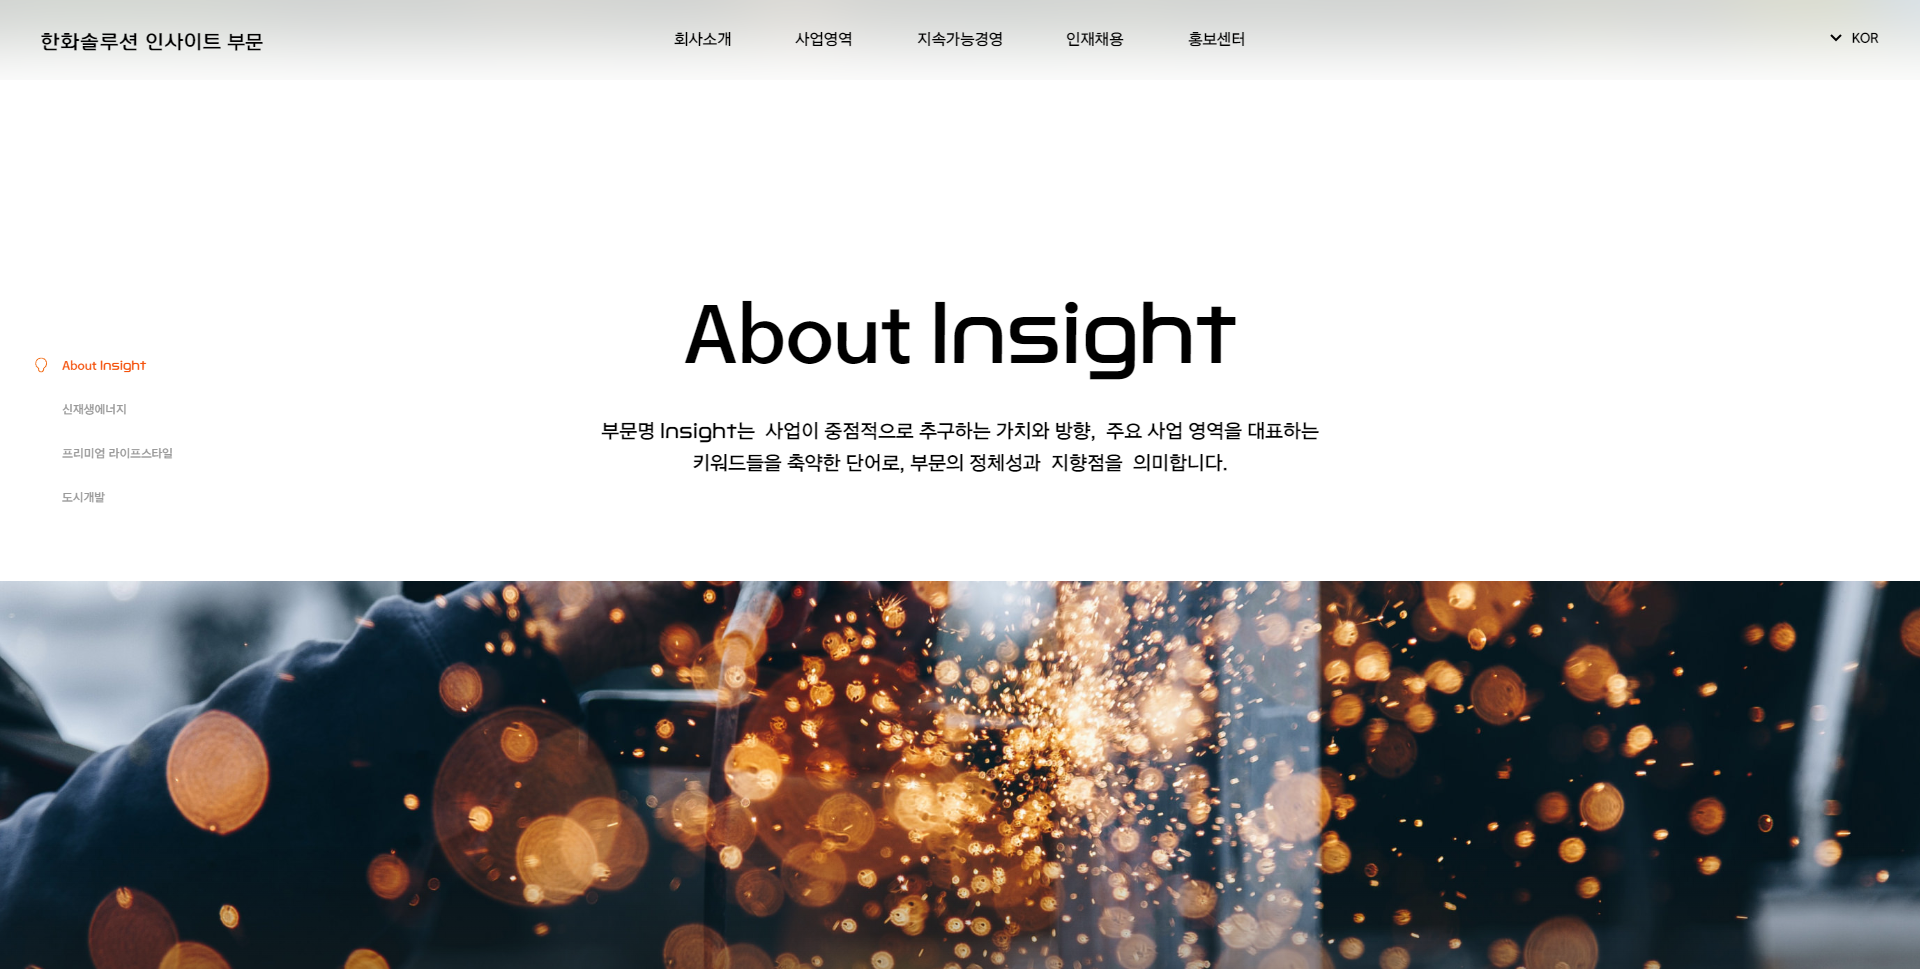 한화솔루션 인사이트 부문
회사소개
사업영역
지속가능경영
인재채용
홍보센터
KOR
About Insight
신재생에너지
프리미엄 라이프스타일
도시개발
About Insight
부문명 Insight는 사업이 중점적으로 추구하는 가치와 방향, 주요 사업 영역을 대표하는
키워드들을 축약한 단어로, 부문의 정체성과 지향점을 의미합니다.